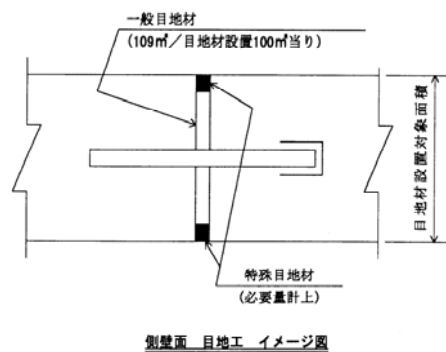 一般目地材
(109㎡／目地材設置100㎡当り)
目地材設置対象面積
特殊目地材
(必要量計上)
側壁面 目地工 イメージ図